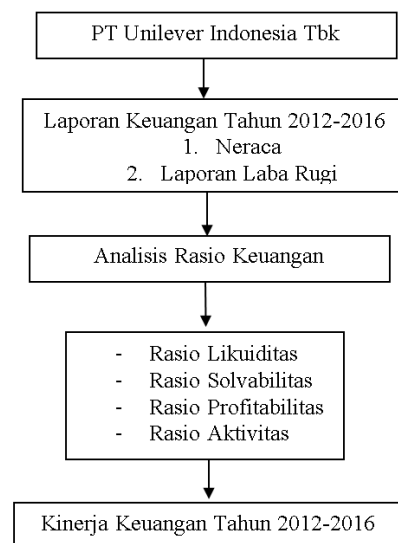 PT Unilever Indonesia Tbk
Laporan Keuangan Tahun 2012-2016
1. Neraca
2. Laporan Laba Rugi
Analisis Rasio Keuangan
- Rasio Likuiditas
- Rasio Solvabilitas
- Rasio Profitabilitas
- Rasio Aktivitas
Kinerja Keuangan Tahun 2012-2016